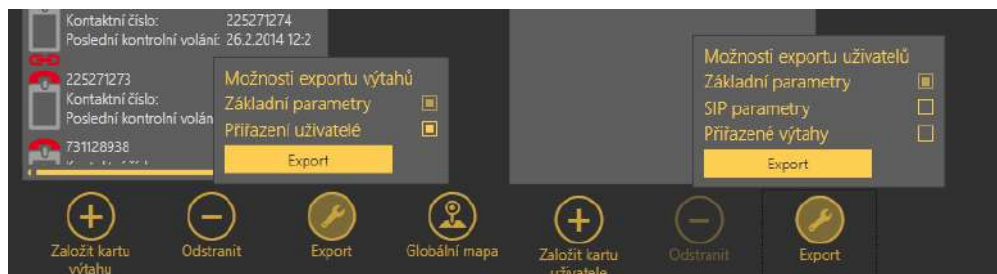 Kontaktní číslo: 225271274
Poslední kontrolní volání: 26.2.2014 12:2
225271273
Kontaktní číslo:
Poslední kontrolní volán
731128938
Možnosti exportu výtahů
Základní parametry
Přiřazení uživatelé
Export
Možnosti exportu uživatelů
Základní parametry
SIP parametry
Přiřazené výtahy
Export
Založit kartu
výtahu
Odstranit
Export
Globální mapa
Založit kartu
uživatele
Odstranit
Export